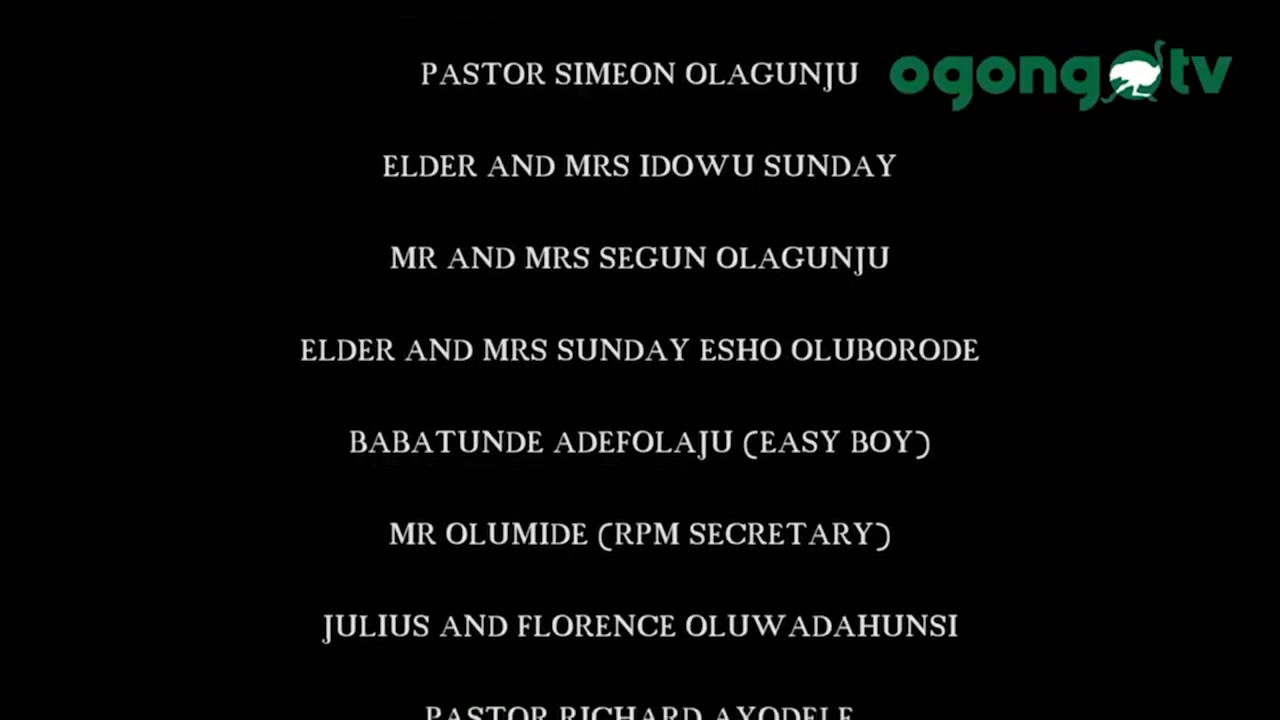 PASTOR SIMEON OLAGUNJU
ogongotv
ELDER AND MRS IDOWU SUNDAY
MR AND MRS SEGUN OLAGUNJU
ELDER AND MRS SUNDAY ESHO OLUBORODE
BABATUNDE ADEFOLAJU (EASY BOY)
MR OLUMIDE (RPM SECRETARY)
JULIUS AND FLORENCE OLUWADAHUNSI
PASTOR RICHARD AYODELE